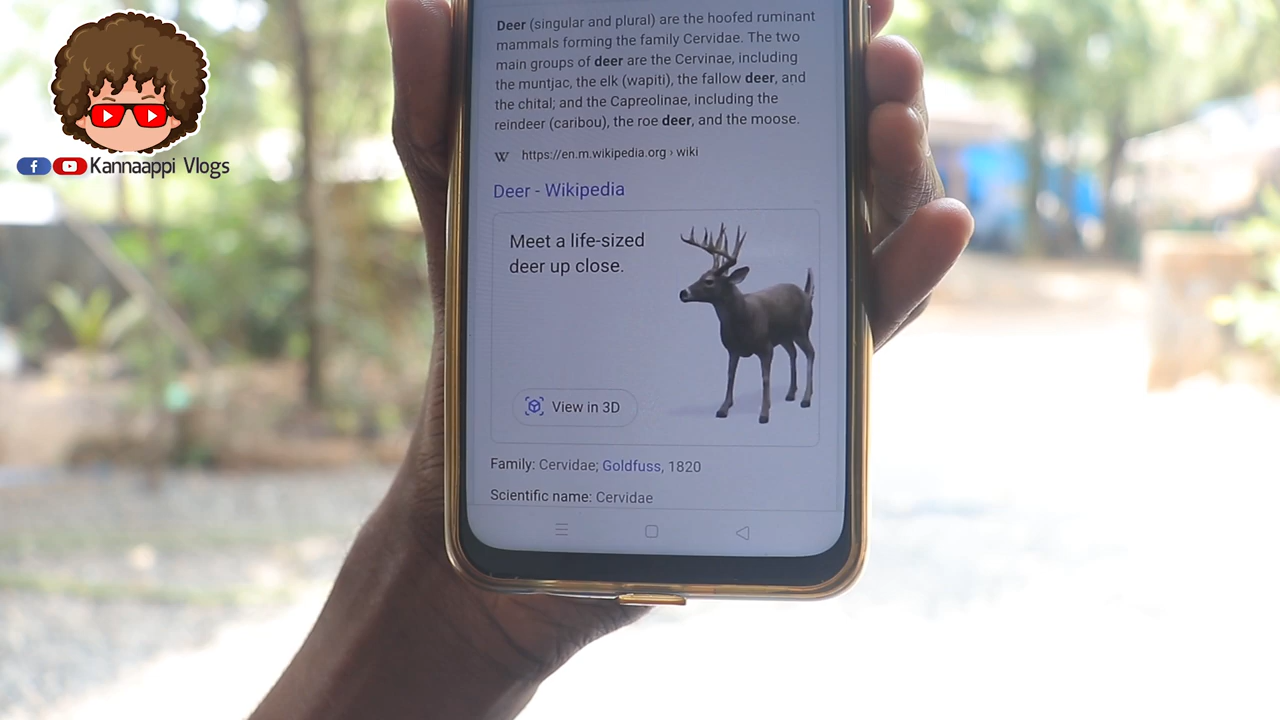 Deer (singular and plural) are the hoofed ruminant
mammals forming the family Cervidae. The two
main groups of deer are the Cervinae, including
the muntjac, the elk (wapiti), the fallow deer, and
the chital; and the Capreolinae, including the
reindeer (caribou), the roe deer, and the moose.
W https://en.m.wikipedia.org › wiki
Deer - Wikipedia
Meet a life-sized
deer up close.
View in 3D
Family: Cervidae; Goldfuss, 1820
Scientific name: Cervidae
f Kannaappi Vlogs